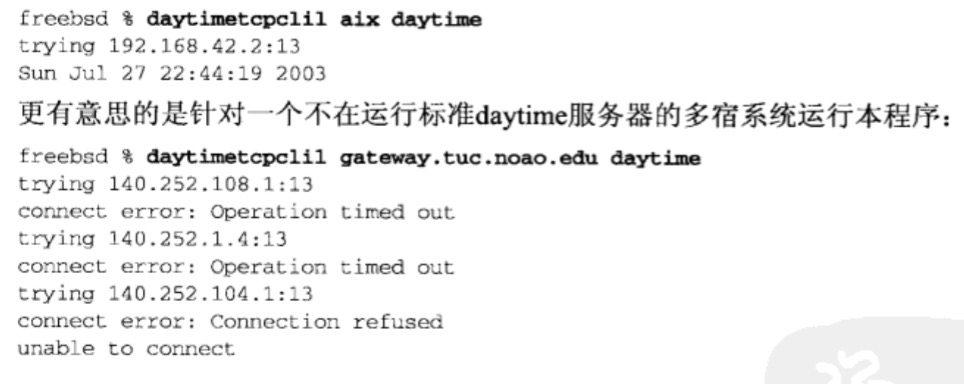 freebsd % daytimetcpcli1 aix daytime
trying 192.168.42.2:13
Sun Jul 27 22:44:19 2003
更有意思的是针对一个不在运行标准daytime服务器的多宿系统运行本程序：
freebsd % daytimetcpcli1 gateway.tuc.noao.edu daytime
trying 140.252.108.1:13
connect error: Operation timed out
trying 140.252.1.4:13
connect error: Operation timed out
trying 140.252.104.1:13
connect error: Connection refused
unable to connect